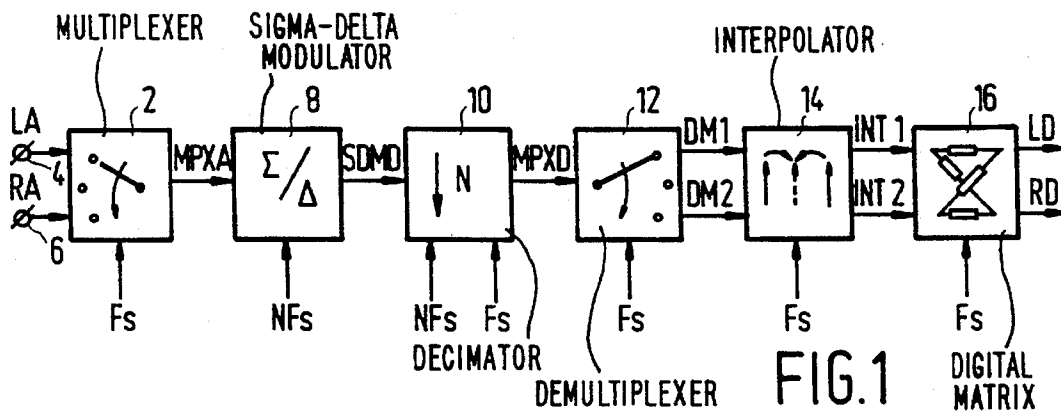 MULTIPLEXER
SIGMA-DELTA
MODULATOR
INTERPOLATOR
2
8
10
12
14
16
LA
4
RA
6
MPXA
Σ/Δ
SDMD
N
MPXD
DM1
DM2
INT 1
INT 2
LD
RD
Fs
NFs
NFs
Fs
Fs
Fs
Fs
DECIMATOR
DEMULTIPLEXER
FIG.1
DIGITAL
MATRIX